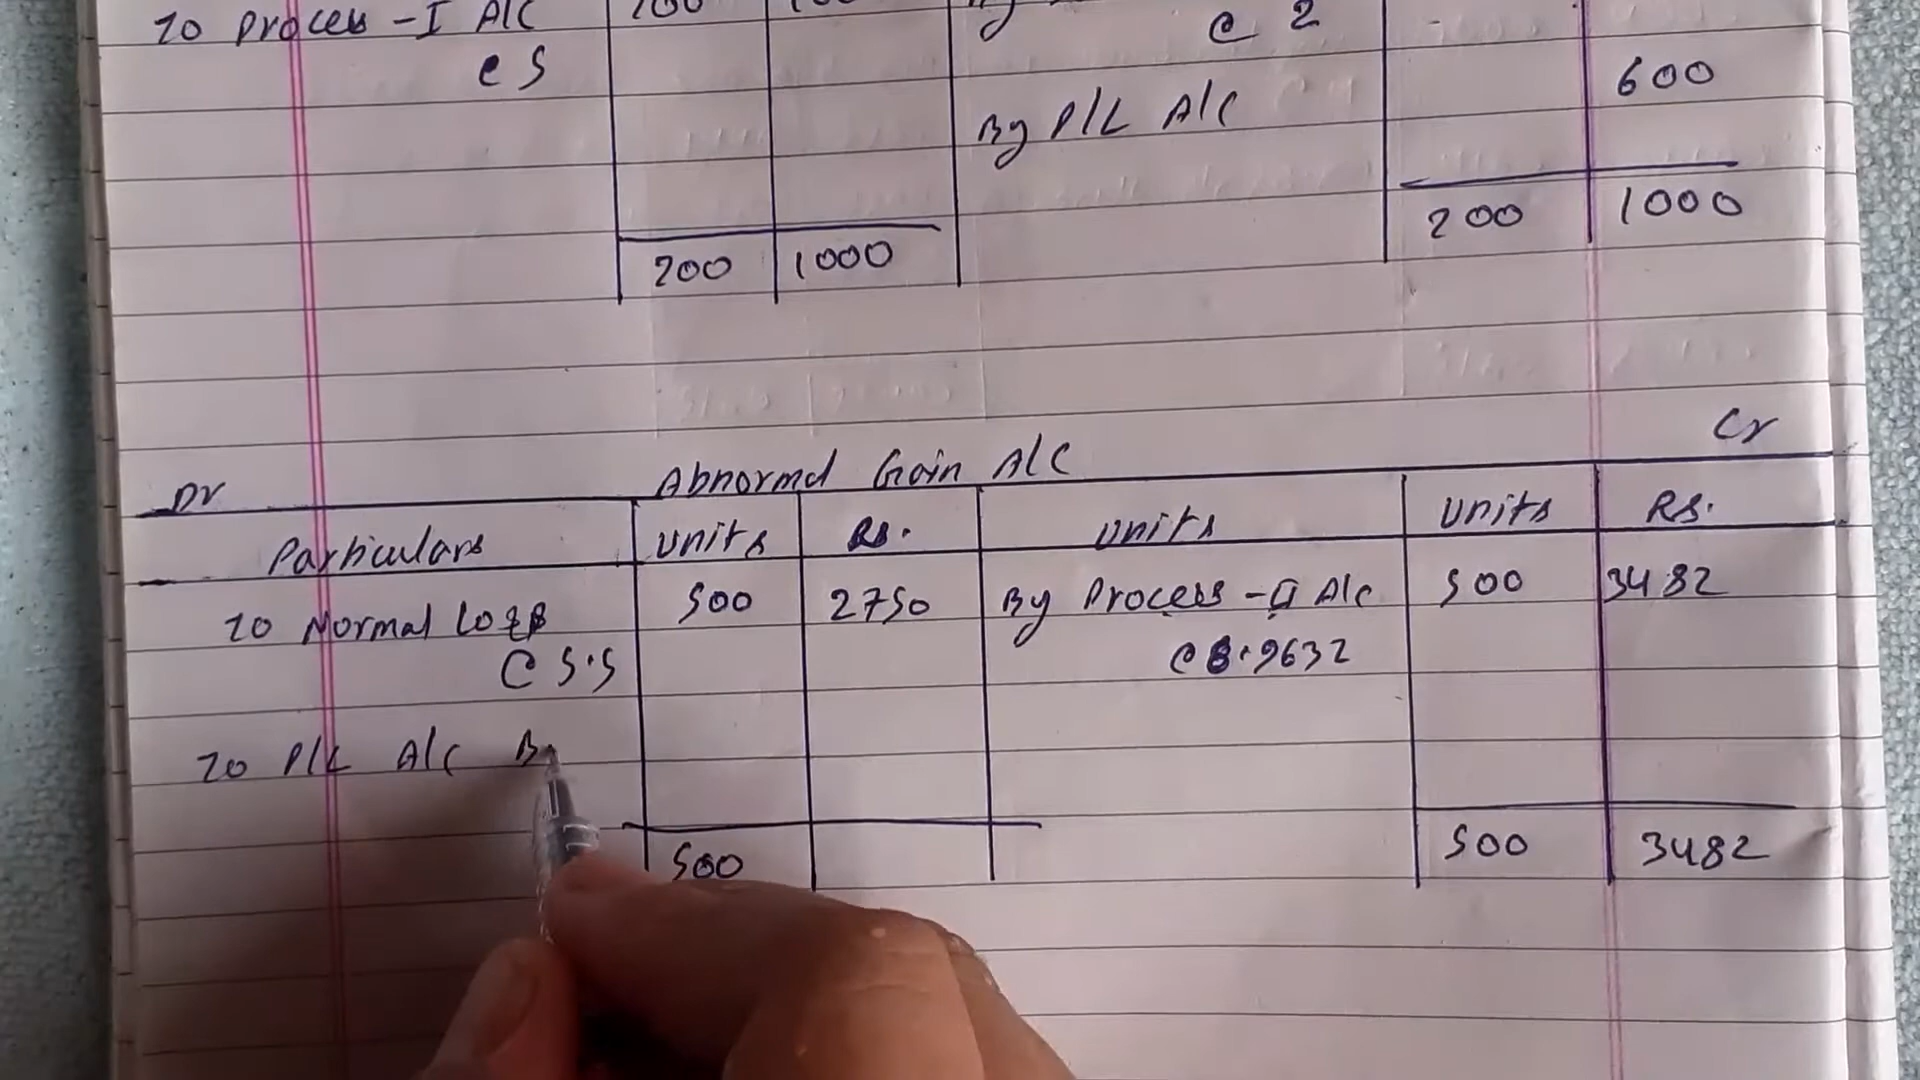 To Process -I A/C
@ 5
@ 2
600
By P/L A/C
200 1000
200 1000
Dr Abnormal Gain A/C Cr
Particulars Units Rs. Units Units Rs.
To Normal Loss 500 2750 By Process -II A/c 500 3482
@ 5.5 .9632
To P/L A/c B
500 500 3482